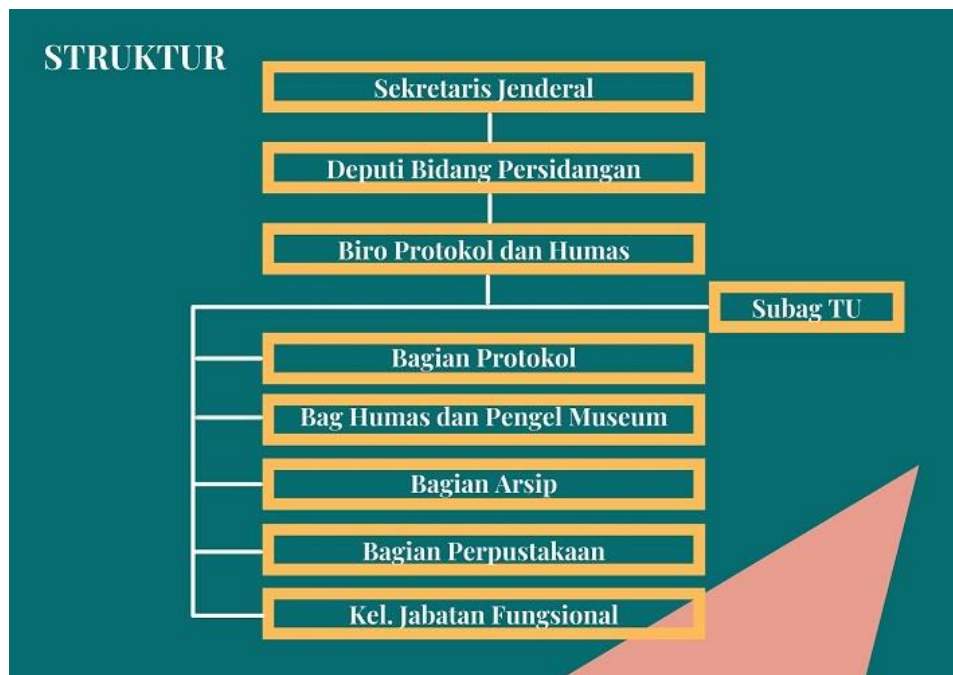 STRUKTUR
Sekretaris Jenderal
Deputi Bidang Persidangan
Biro Protokol dan Humas
Subag TU
Bagian Protokol
Bag Humas dan Pengel Museum
Bagian Arsip
Bagian Perpustakaan
Kel. Jabatan Fungsional